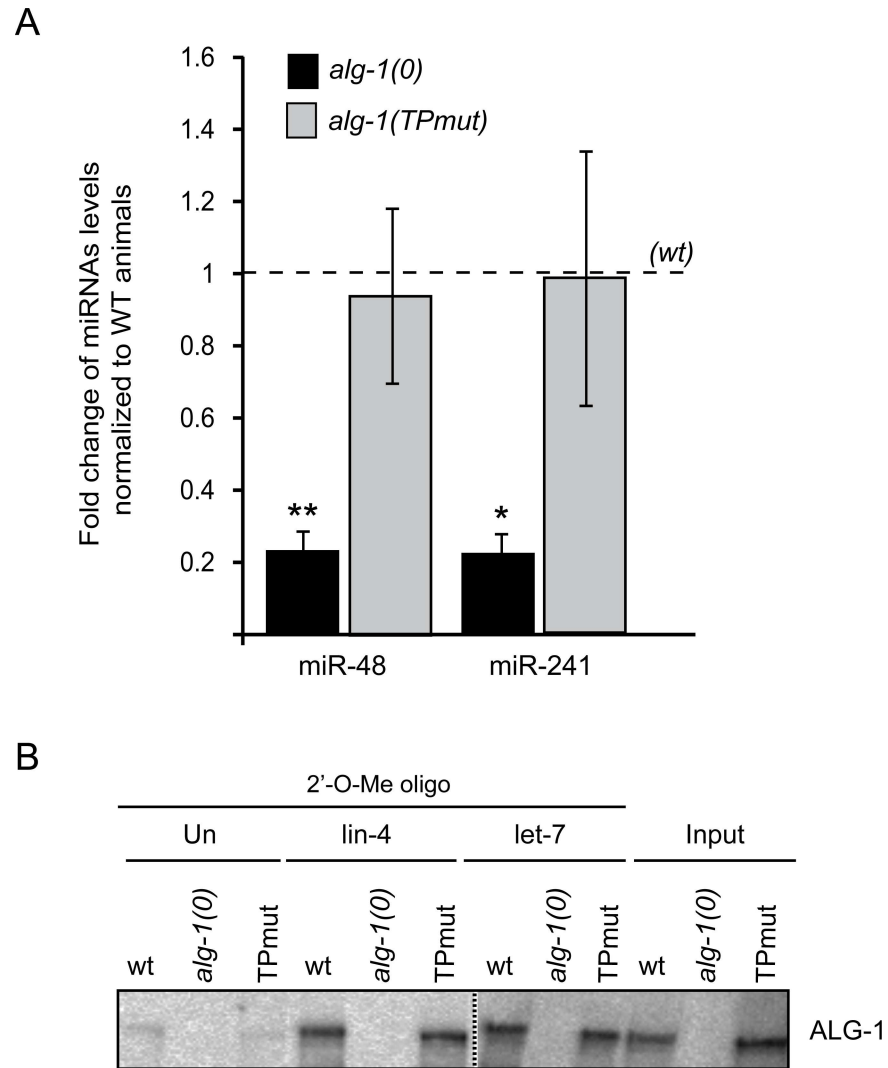 A
Fold change of miRNAs levels
normalized to WT animals
1.6
1.4
1.2
1
0.8
0.6
0.4
0.2
alg-1(0)
alg-1(TPmut)
(wt)
** *
miR-48 miR-241
B
2'-O-Me oligo
Un lin-4 let-7 Input
wt alg-1(0) TPmut wt alg-1(0) TPmut wt alg-1(0) TPmut wt alg-1(0) TPmut
ALG-1